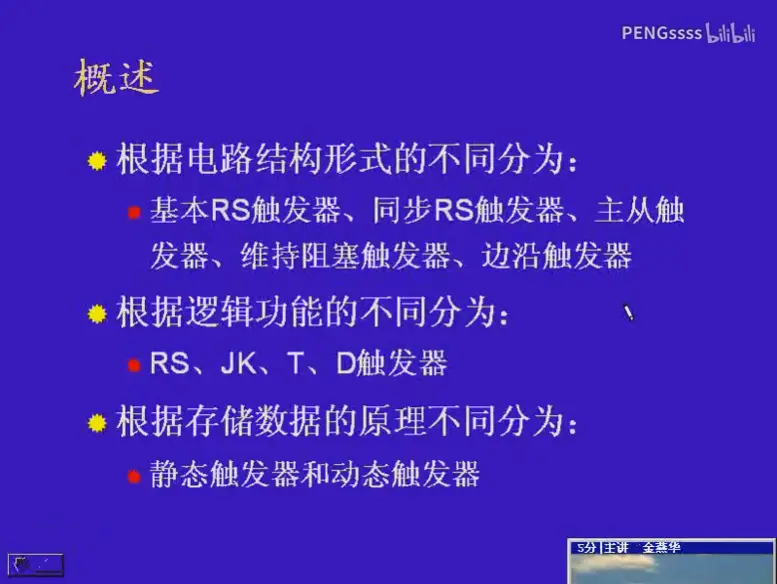 PENGssss bilibili
概述
根据电路结构形式的不同分为：
基本RS触发器、同步RS触发器、主从触
发器、维持阻塞触发器、边沿触发器
根据逻辑功能的不同分为：
RS、JK、T、D触发器
根据存储数据的原理不同分为：
静态触发器和动态触发器
5分|主讲 金燕华